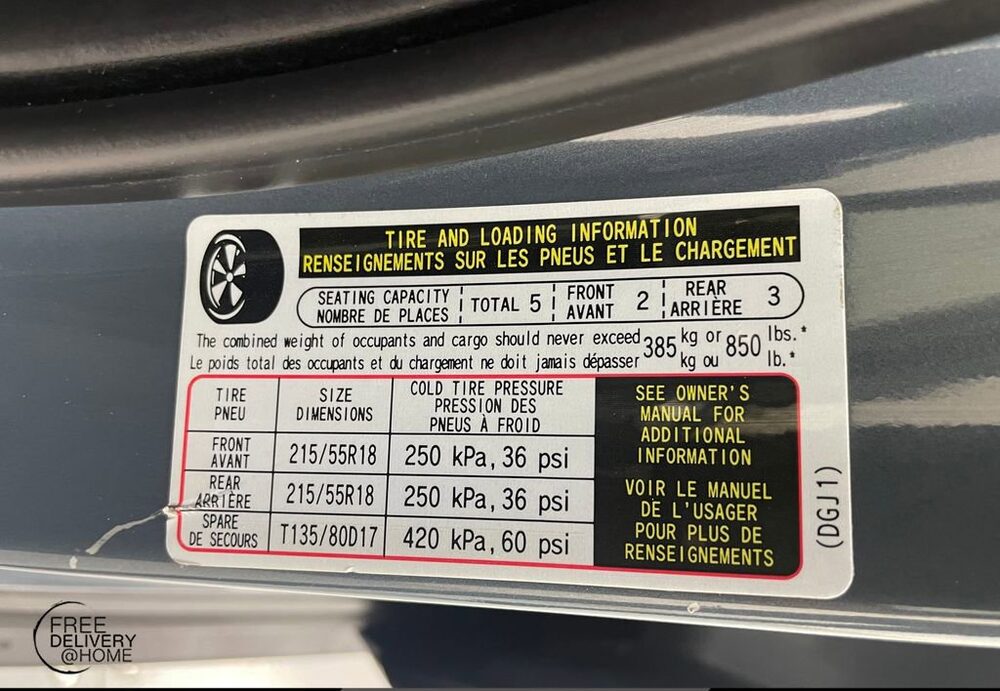 TIRE AND LOADING INFORMATION
RENSEIGNEMENTS SUR LES PNEUS ET LE CHARGEMENT
SEATING CAPACITY
NOMBRE DE PLACES
TOTAL 5
FRONT
AVANT
2
REAR
ARRIÈRE
3
The combined weight of occupants and cargo should never exceed 385 kg or 850 lbs.*
Le poids total des occupants et du chargement ne doit jamais dépasser kg ou lb.*
TIRE
PNEU
SIZE
DIMENSIONS
COLD TIRE PRESSURE
PRESSION DES
PNEUS À FROID
FRONT
AVANT
215/55R18
250 kPa, 36 psi
REAR
ARRIÈRE
215/55R18
250 kPa, 36 psi
SPARE
DE SECOURS
T135/80D17
420 kPa, 60 psi
SEE OWNER'S
MANUAL FOR
ADDITIONAL
INFORMATION
VOIR LE MANUEL
DE L'USAGER
POUR PLUS DE
RENSEIGNEMENTS
(DGJ1)
FREE
DELIVERY
@HOME